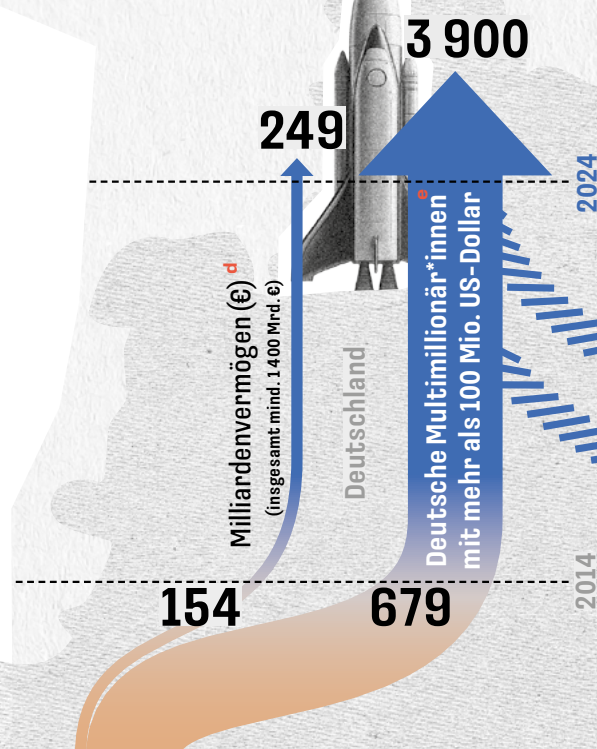 3 900
249
2024
Milliardenvermögen (€) d
(insgesamt mind. 1 400 Mrd. €)
Deutschland
Deutsche Multimillionär*innen e
mit mehr als 100 Mio. US-Dollar
2014
154
679